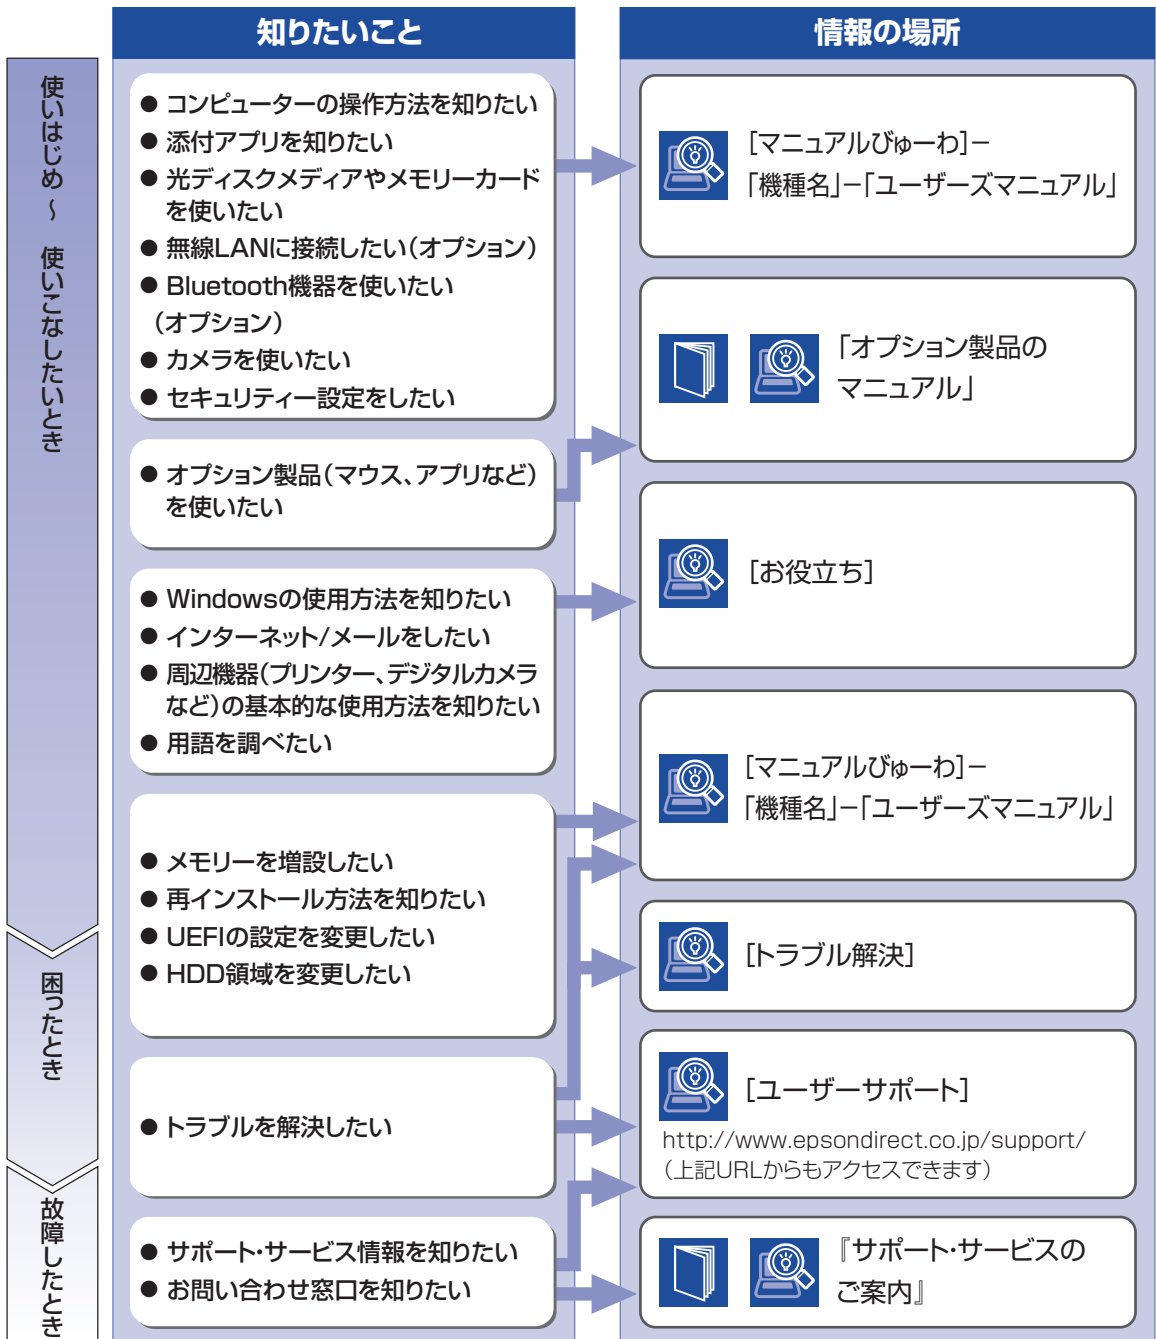 知りたいこと
情報の場所
使いはじめ ～ 使いこなしたいとき
● コンピューターの操作方法を知りたい
● 添付アプリを知りたい
● 光ディスクメディアやメモリーカード
を使いたい
● 無線LANに接続したい（オプション）
● Bluetooth機器を使いたい
（オプション）
● カメラを使いたい
● セキュリティー設定をしたい
［マニュアルびゅーわ］－
「機種名」－「ユーザーズマニュアル」
● オプション製品（マウス、アプリなど）
を使いたい
「オプション製品の
マニュアル」
● Windowsの使用方法を知りたい
● インターネット/メールをしたい
● 周辺機器（プリンター、デジタルカメラ
など）の基本的な使用方法を知りたい
● 用語を調べたい
［お役立ち］
● メモリーを増設したい
● 再インストール方法を知りたい
● UEFIの設定を変更したい
● HDD領域を変更したい
［マニュアルびゅーわ］－
「機種名」－「ユーザーズマニュアル」
困ったとき
● トラブルを解決したい
［トラブル解決］
［ユーザーサポート］
http://www.epsondirect.co.jp/support/
（上記URLからもアクセスできます）
故障したとき
● サポート・サービス情報を知りたい
● お問い合わせ窓口を知りたい
『サポート・サービスの
ご案内』